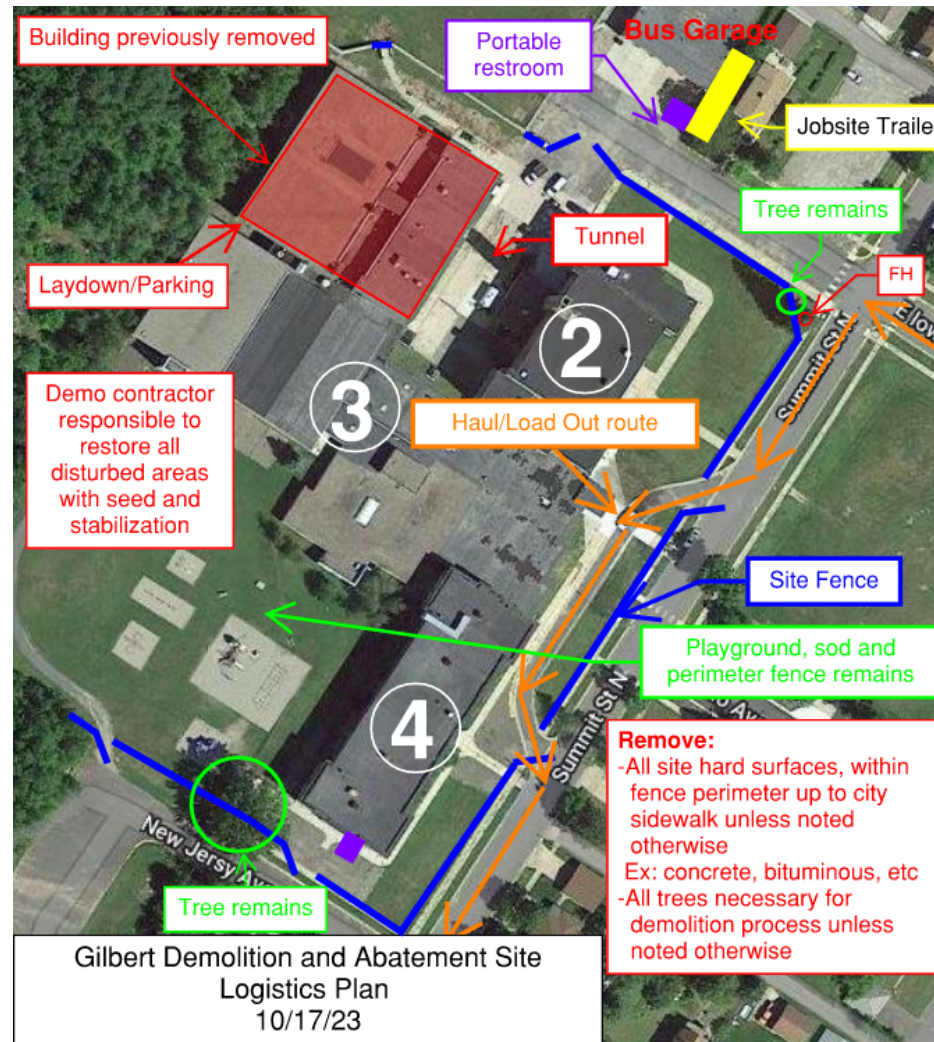 Building previously removed
Portable
restroom
Bus Garage
Jobsite Traile
Tree remains
Tunnel
FH
Laydown/Parking
E Iow
Summit St N
2
3
Haul/Load Out route
Demo contractor
responsible to
restore all
disturbed areas
with seed and
stabilization
Site Fence
Playground, sod and
perimeter fence remains
4
o Av
Summit St N
Remove:
-All site hard surfaces, within
fence perimeter up to city
sidewalk unless noted
otherwise
Ex: concrete, bituminous, etc
-All trees necessary for
demolition process unless
noted otherwise
New Jersy Av
Tree remains
Gilbert Demolition and Abatement Site
Logistics Plan
10/17/23